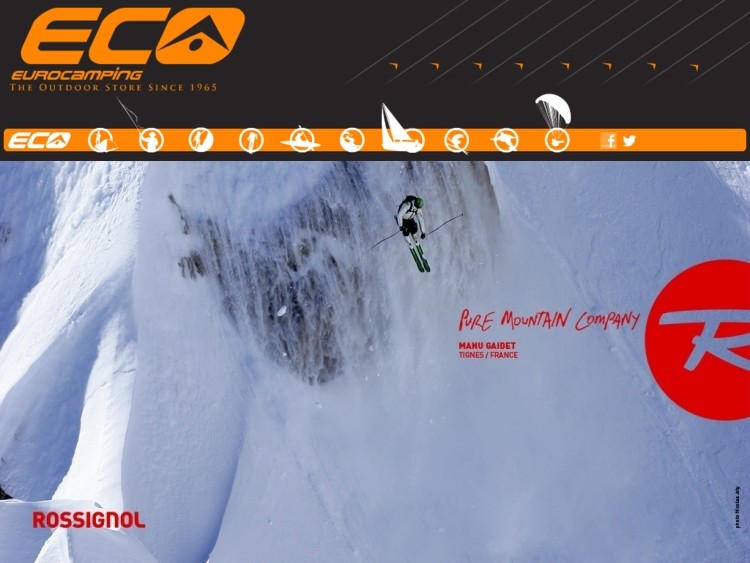 ECO
EUROCAMPING
THE OUTDOOR STORE SINCE 1965
ECO
f
PURE MOUNTAIN COMPANY
MANU GAIDET
TIGNES / FRANCE
R
ROSSIGNOL